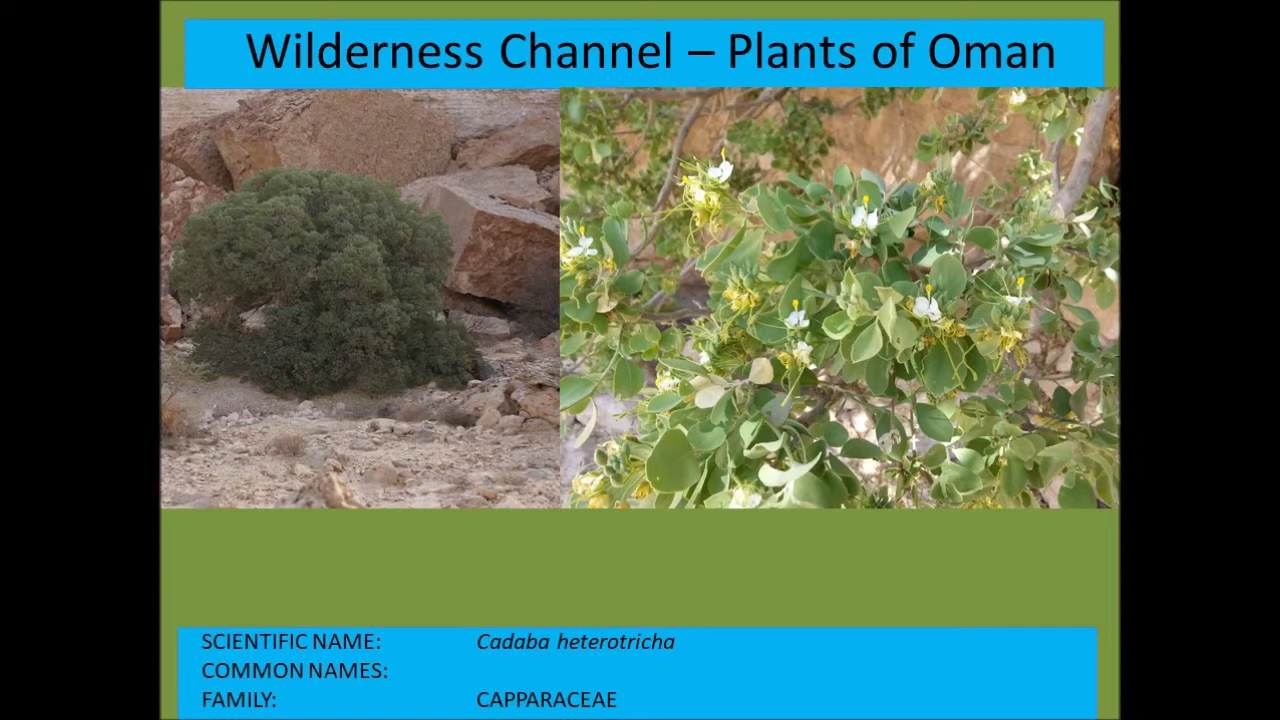 Wilderness Channel – Plants of Oman
SCIENTIFIC NAME: Cadaba heterotricha
COMMON NAMES:
FAMILY: CAPPARACEAE